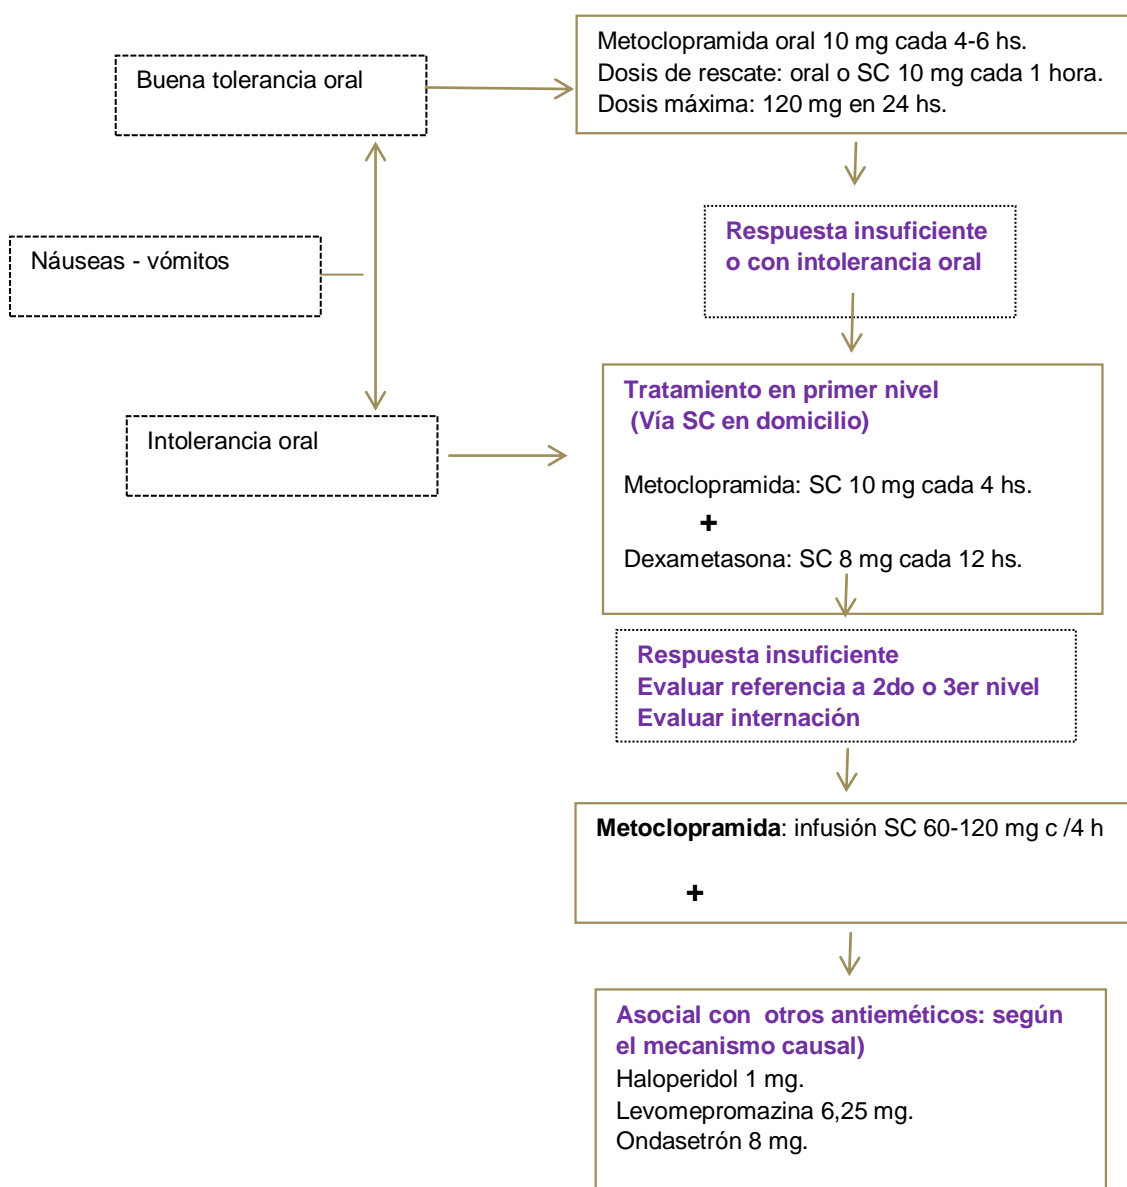 Metoclopramida oral 10 mg cada 4-6 hs.
Dosis de rescate: oral o SC 10 mg cada 1 hora.
Dosis máxima: 120 mg en 24 hs.
Buena tolerancia oral
Respuesta insuficiente
o con intolerancia oral
Náuseas - vómitos
Tratamiento en primer nivel
(Vía SC en domicilio)
Metoclopramida: SC 10 mg cada 4 hs.
+
Dexametasona: SC 8 mg cada 12 hs.
Intolerancia oral
Respuesta insuficiente
Evaluar referencia a 2do o 3er nivel
Evaluar internación
Metoclopramida: infusión SC 60-120 mg c /4 h
+
Asocial con otros antieméticos: según
el mecanismo causal)
Haloperidol 1 mg.
Levomepromazina 6,25 mg.
Ondasetrón 8 mg.